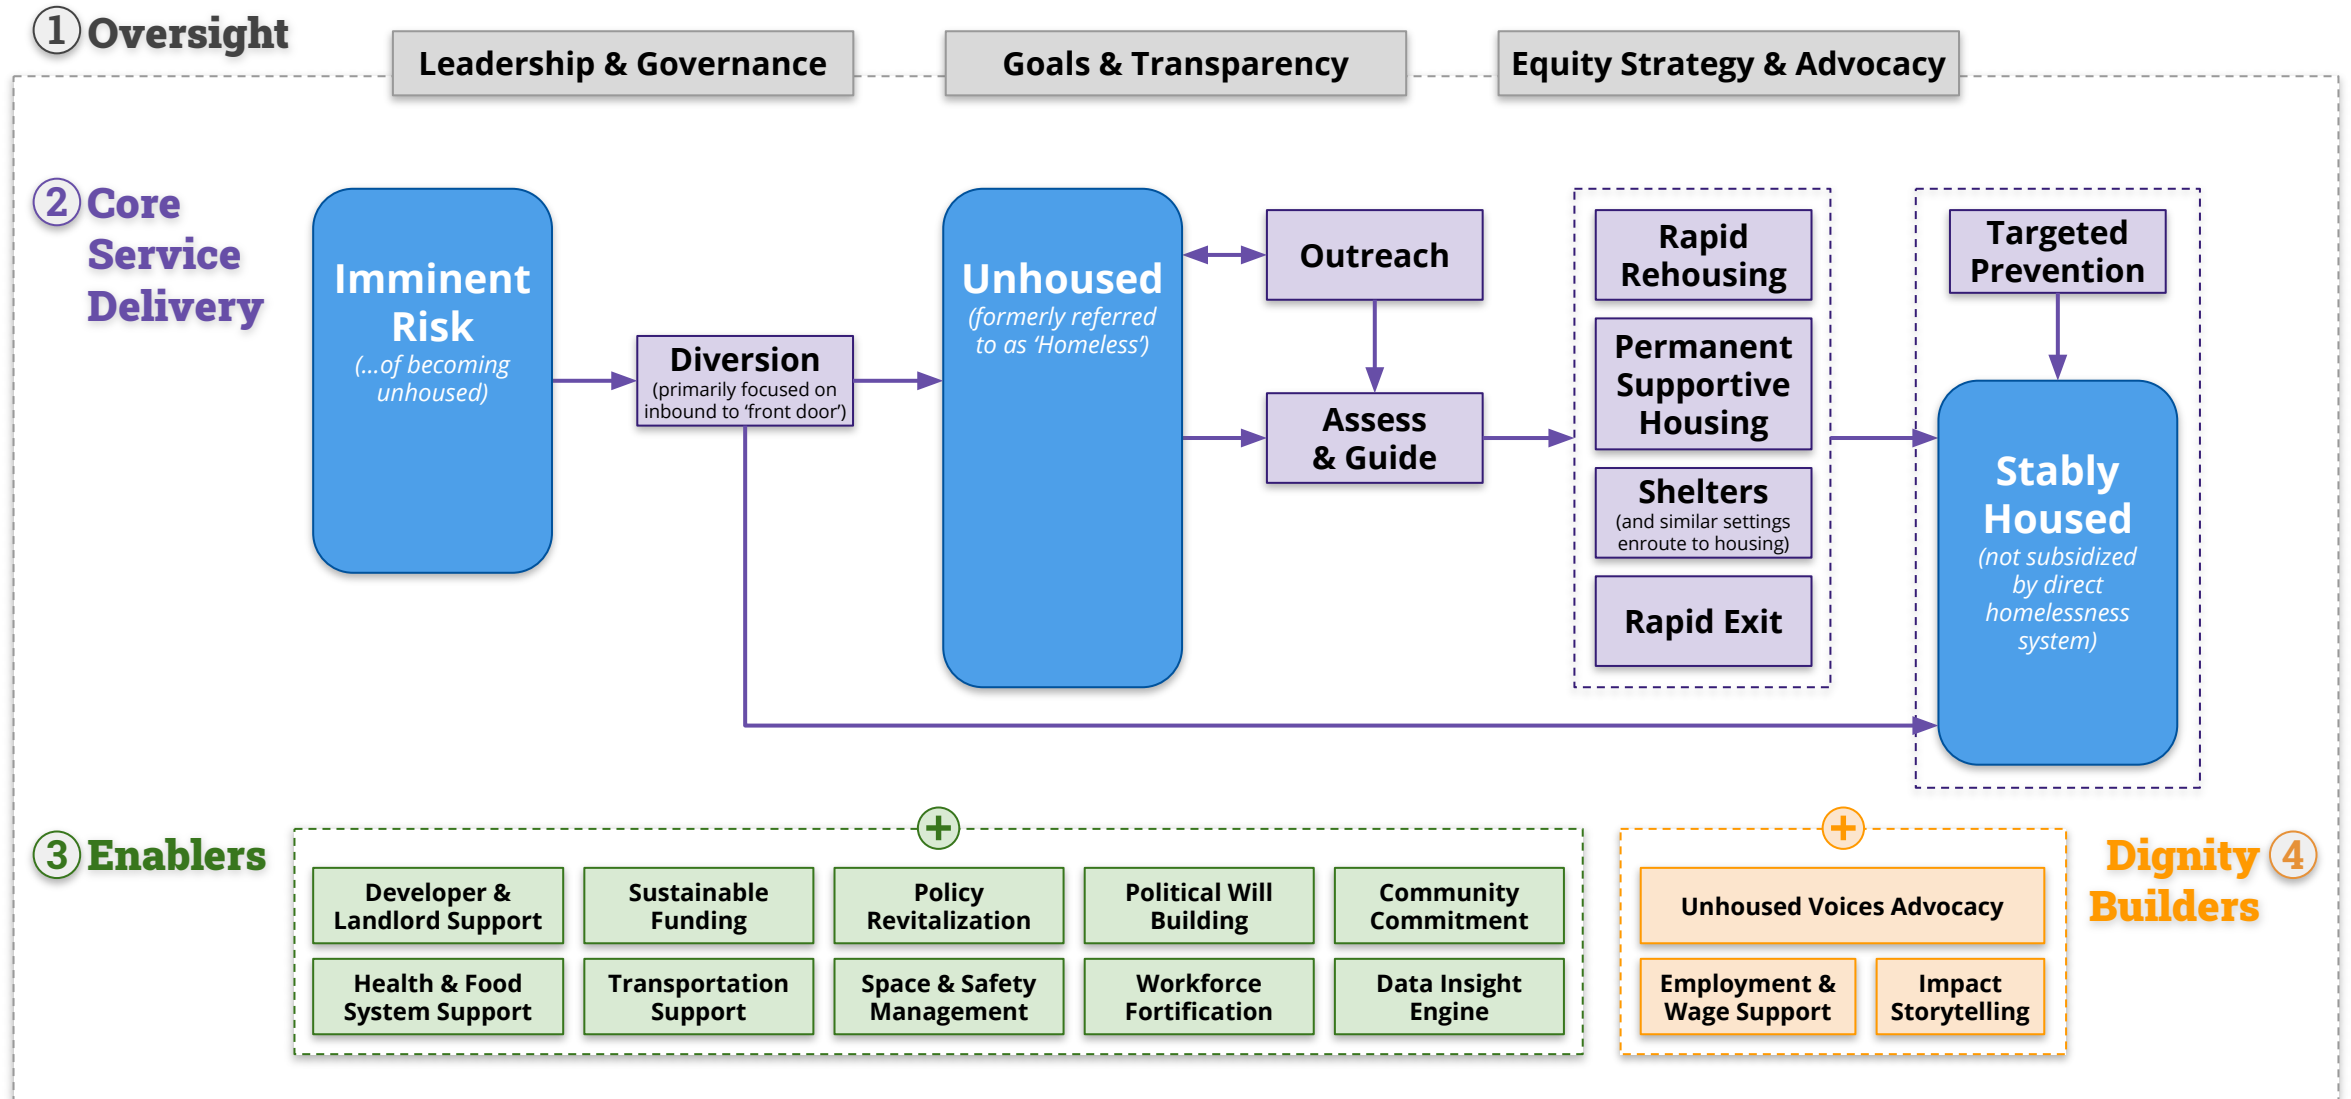 1 Oversight
Leadership & Governance
Goals & Transparency
Equity Strategy & Advocacy
2 Core
Service
Delivery
Imminent
Risk
(...of becoming
unhoused)
Diversion
(primarily focused on
inbound to ‘front door’)
Unhoused
(formerly referred
to as ‘Homeless’)
Outreach
Assess
& Guide
Rapid
Rehousing
Permanent
Supportive
Housing
Shelters
(and similar settings
enroute to housing)
Rapid Exit
Targeted
Prevention
Stably
Housed
(not subsidized
by direct
homelessness
system)
3 Enablers
+
Developer &
Landlord Support
Sustainable
Funding
Policy
Revitalization
Political Will
Building
Community
Commitment
Health & Food
System Support
Transportation
Support
Space & Safety
Management
Workforce
Fortification
Data Insight
Engine
+
Unhoused Voices Advocacy
Employment &
Wage Support
Impact
Storytelling
Dignity 4
Builders